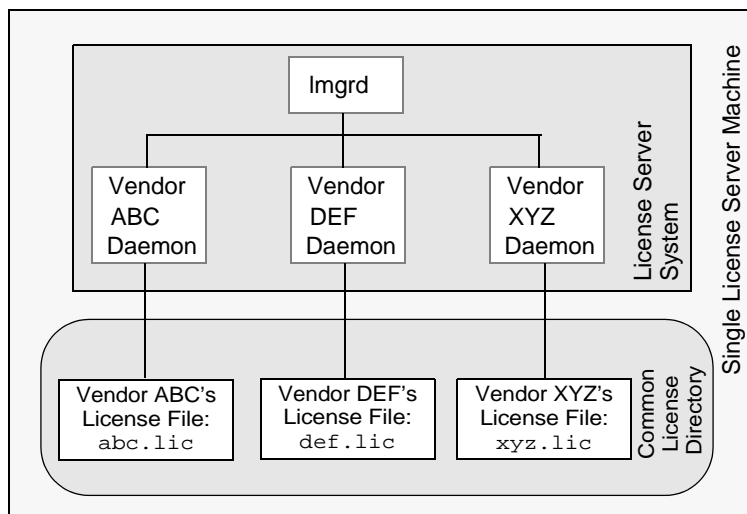 lmgrd
Vendor
ABC
Daemon
Vendor
DEF
Daemon
Vendor
XYZ
Daemon
License Server
System
Single License Server Machine
Vendor ABC's
License File:
abc.lic
Vendor DEF's
License File:
def.lic
Vendor XYZ's
License File:
xyz.lic
Common
License
Directory